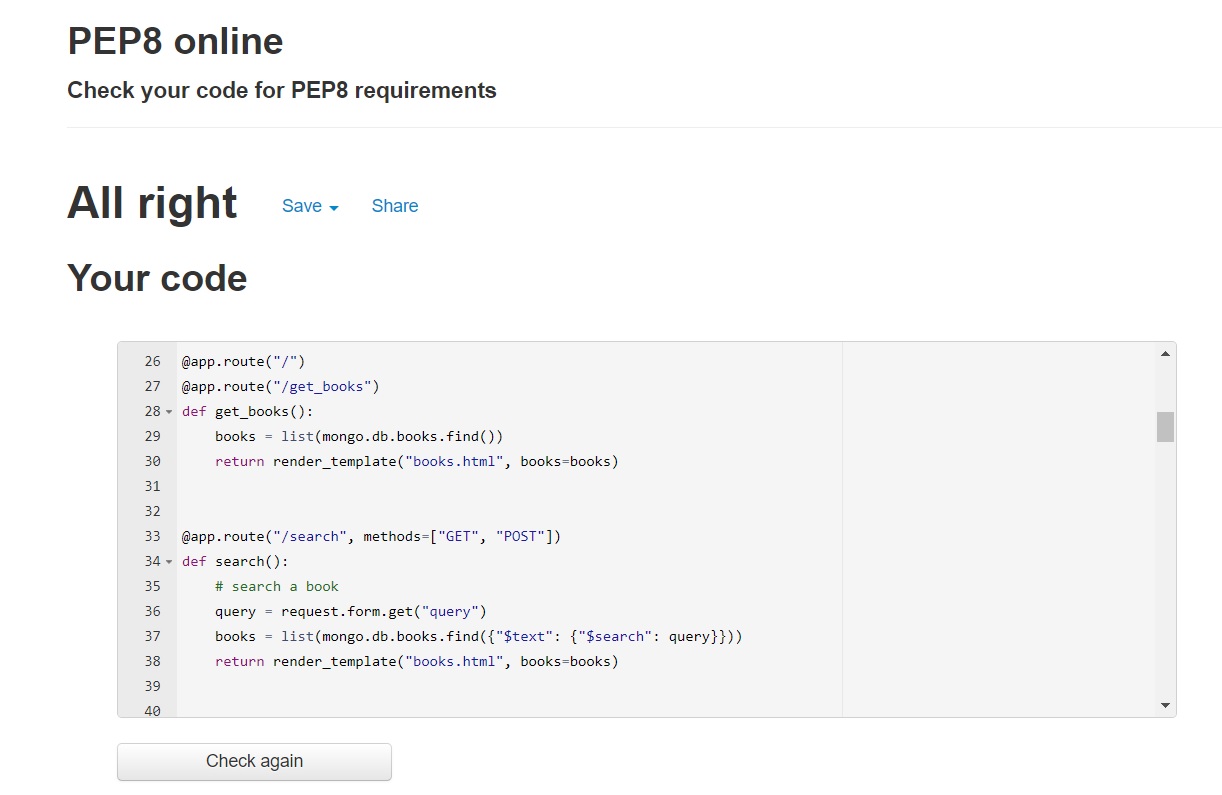 PEP8 online
Check your code for PEP8 requirements
All right Save Share
Your code
26 @app.route("/")
27 @app.route("/get_books")
28 def get_books():
29     books = list(mongo.db.books.find())
30     return render_template("books.html", books=books)
31
32
33 @app.route("/search", methods=["GET", "POST"])
34 def search():
35     # search a book
36     query = request.form.get("query")
37     books = list(mongo.db.books.find({"$text": {"$search": query}}))
38     return render_template("books.html", books=books)
39
40
Check again